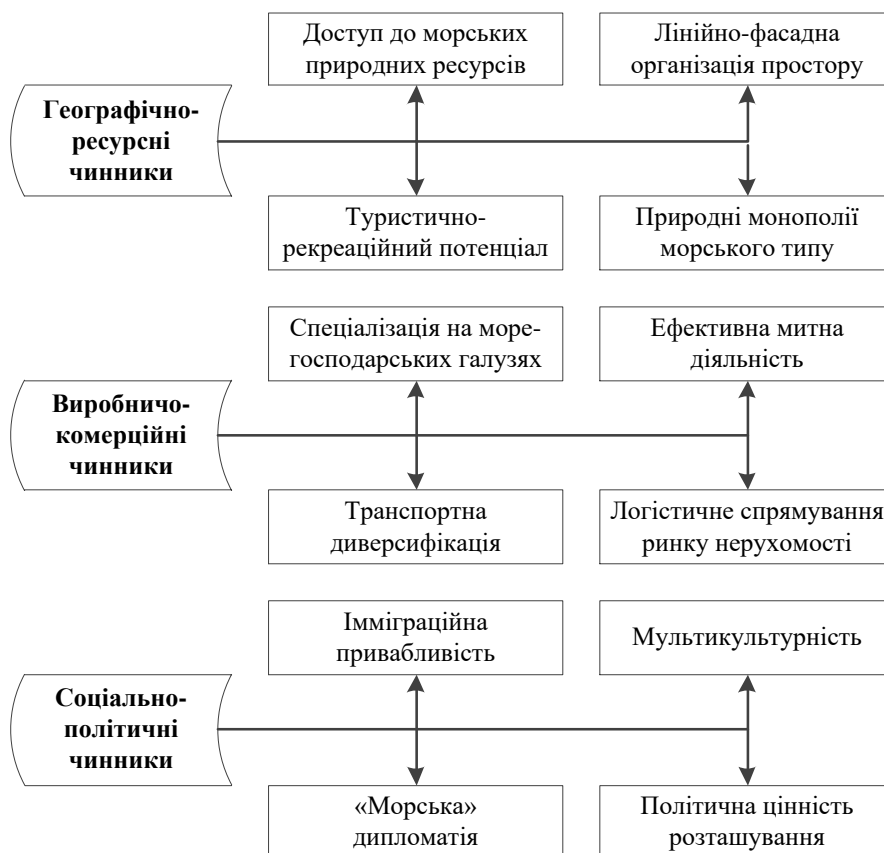 Доступ до морських
природних ресурсів
Лінійно-фасадна
організація простору
Географічно-
ресурсні
чинники
Туристично-
рекреаційний потенціал
Природні монополії
морського типу
Спеціалізація на море-
господарських галузях
Ефективна митна
діяльність
Виробничо-
комерційні
чинники
Транспортна
диверсифікація
Логістичне спрямування
ринку нерухомості
Імміграційна
привабливість
Мультикультурність
Соціально-
політичні
чинники
«Морська»
дипломатія
Політична цінність
розташування